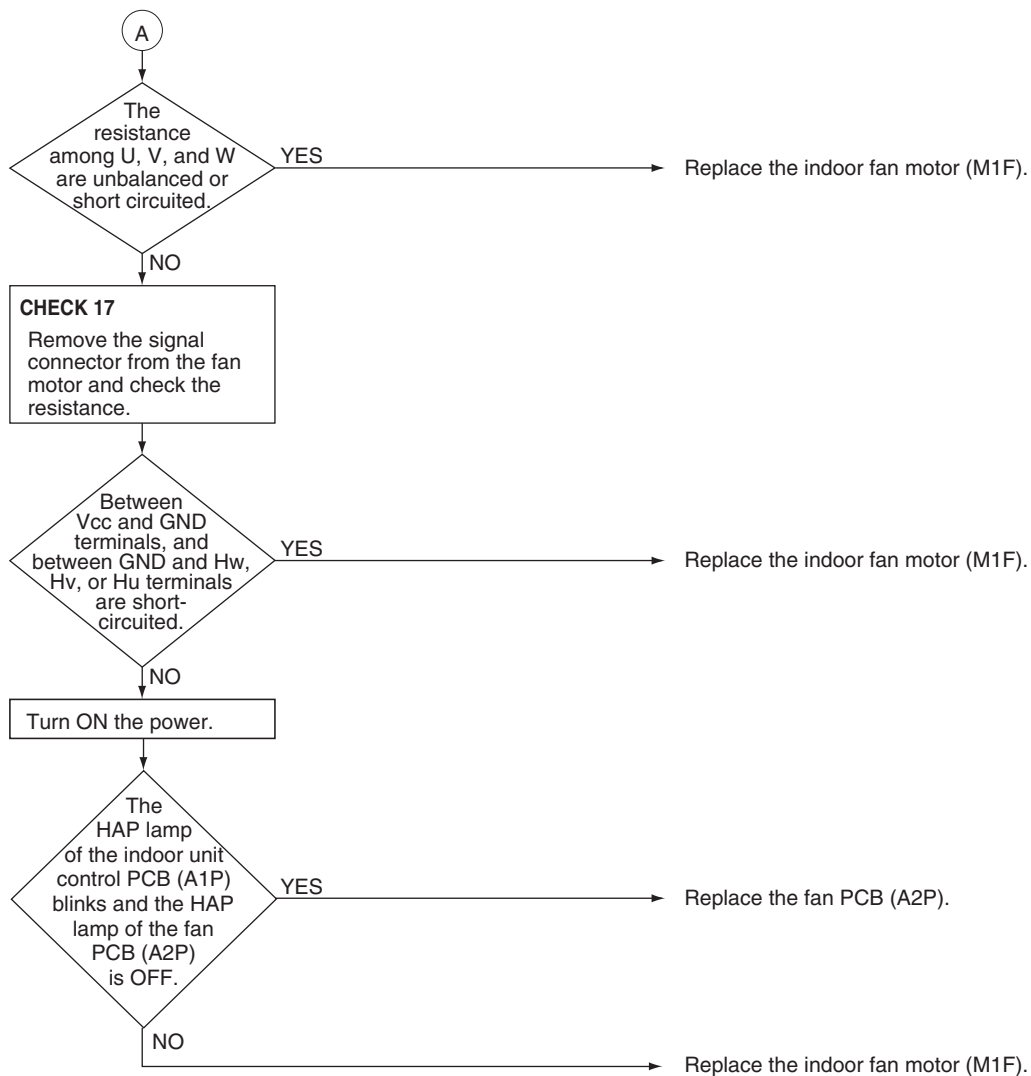 A
The
resistance
among U, V, and W
are unbalanced or
short circuited.
YES
Replace the indoor fan motor (M1F).
NO
CHECK 17
Remove the signal
connector from the fan
motor and check the
resistance.
Between
Vcc and GND
terminals, and
between GND and Hw,
Hv, or Hu terminals
are short-
circuited.
YES
Replace the indoor fan motor (M1F).
NO
Turn ON the power.
The
HAP lamp
of the indoor unit
control PCB (A1P)
blinks and the HAP
lamp of the fan
PCB (A2P)
is OFF.
YES
Replace the fan PCB (A2P).
NO
Replace the indoor fan motor (M1F).